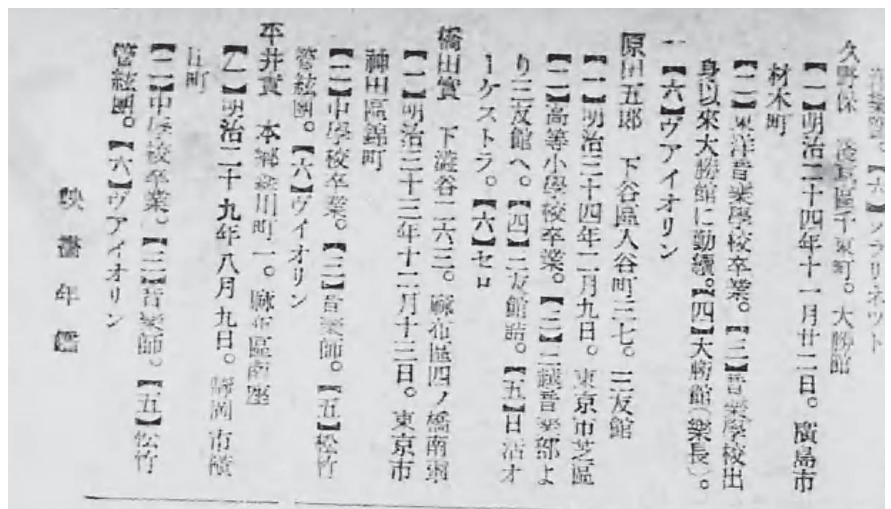 音樂師。【六】クラリネット
久野保　淺草區千束町。大勝館
【一】明治二十四年十一月廿二日。廣島市
材木町
【二】東洋音樂學校卒業。【三】音樂學校出
身以來大勝館に勤續。【四】大勝館(樂長)。
【六】ヴアイオリン
原田五郎　下谷區入谷町三七。三友館
【一】明治三十四年二月九日。東京市芝區
【二】高等小學校卒業。【三】三越音樂部よ
り三友館へ。【四】三友館詰。【五】日活オ
ーケストラ。【六】セロ
橋田實　下澁谷二六三。麻布區四ノ橋南座
【一】明治三十三年十二月十三日。東京市
神田區錦町
【二】中學校卒業。【三】音樂師。【五】松竹
管絃團。【六】ヴイオリン
平井實　本鄕森川町一。麻布區南座
【一】明治二十九年八月九日。靜岡市
五町
【二】中學校卒業。【三】音樂師。【五】松竹
管絃團。【六】ヴアイオリン
映畫年鑑